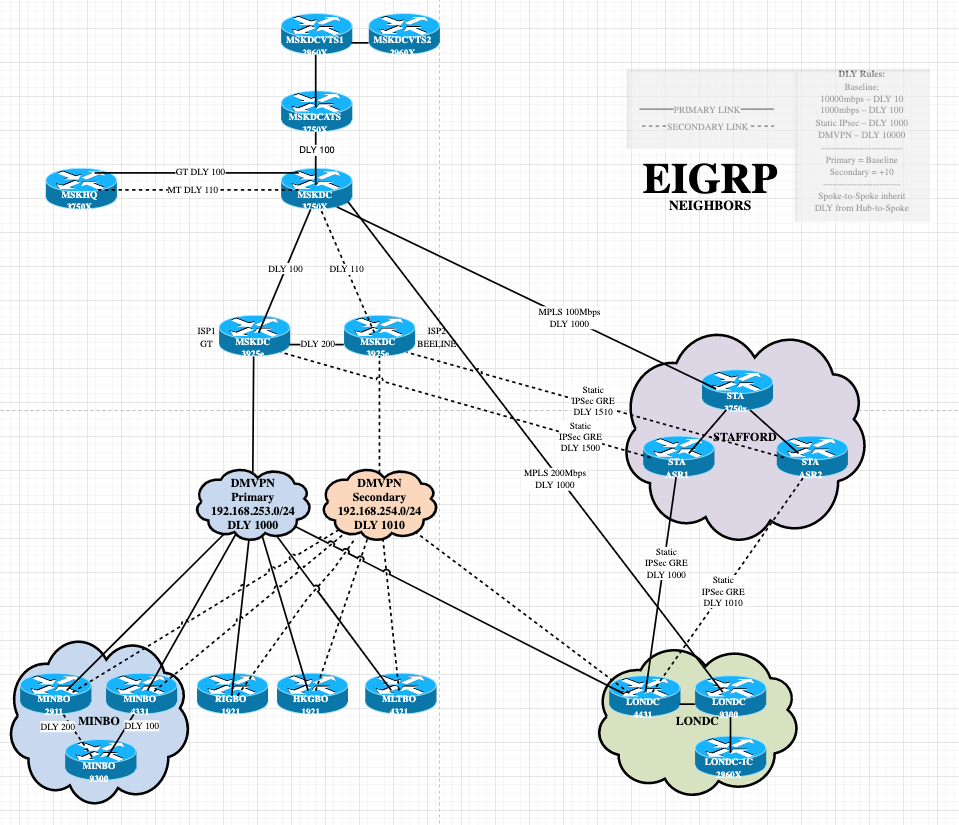 MSKDCVTS1
2960X
MSKDCVTS2
2960X
MSKDCATS
3750X
DLY 100
GT DLY 100
MT DLY 110
MSKHQ
3750X
MSKDC
3750X
PRIMARY LINK
SECONDARY LINK
DLY Rules:
Baseline:
10000mbps – DLY 10
1000mbps – DLY 100
Static IPsec – DLY 1000
DMVPN – DLY 10000
---------------------------
Primary = Baseline
Secondary = +10
--------------------------
Spoke-to-Spoke inherit
DLY from Hub-to-Spoke
EIGRP
NEIGHBORS
DLY 100
DLY 110
ISP1
GT
MSKDC
3925e
DLY 200
MSKDC
3925e
ISP2
BEELINE
MPLS 100Mbps
DLY 1000
Static
IPSec GRE
DLY 1510
Static
IPSec GRE
DLY 1500
MPLS 200Mbps
DLY 1000
STA
3750x
STAFFORD
STA
ASR1
STA
ASR2
DMVPN
Primary
192.168.253.0/24
DLY 1000
DMVPN
Secondary
192.168.254.0/24
DLY 1010
Static
IPSec GRE
DLY 1000
Static
IPSec GRE
DLY 1010
MINBO
2911
MINBO
4331
DLY 200
MINBO
DLY 100
MINBO
9300
RIGBO
1921
HKGBO
1921
MLTBO
4321
LONDC
4431
LONDC
9300
LONDC
LONDC-IC
2960X